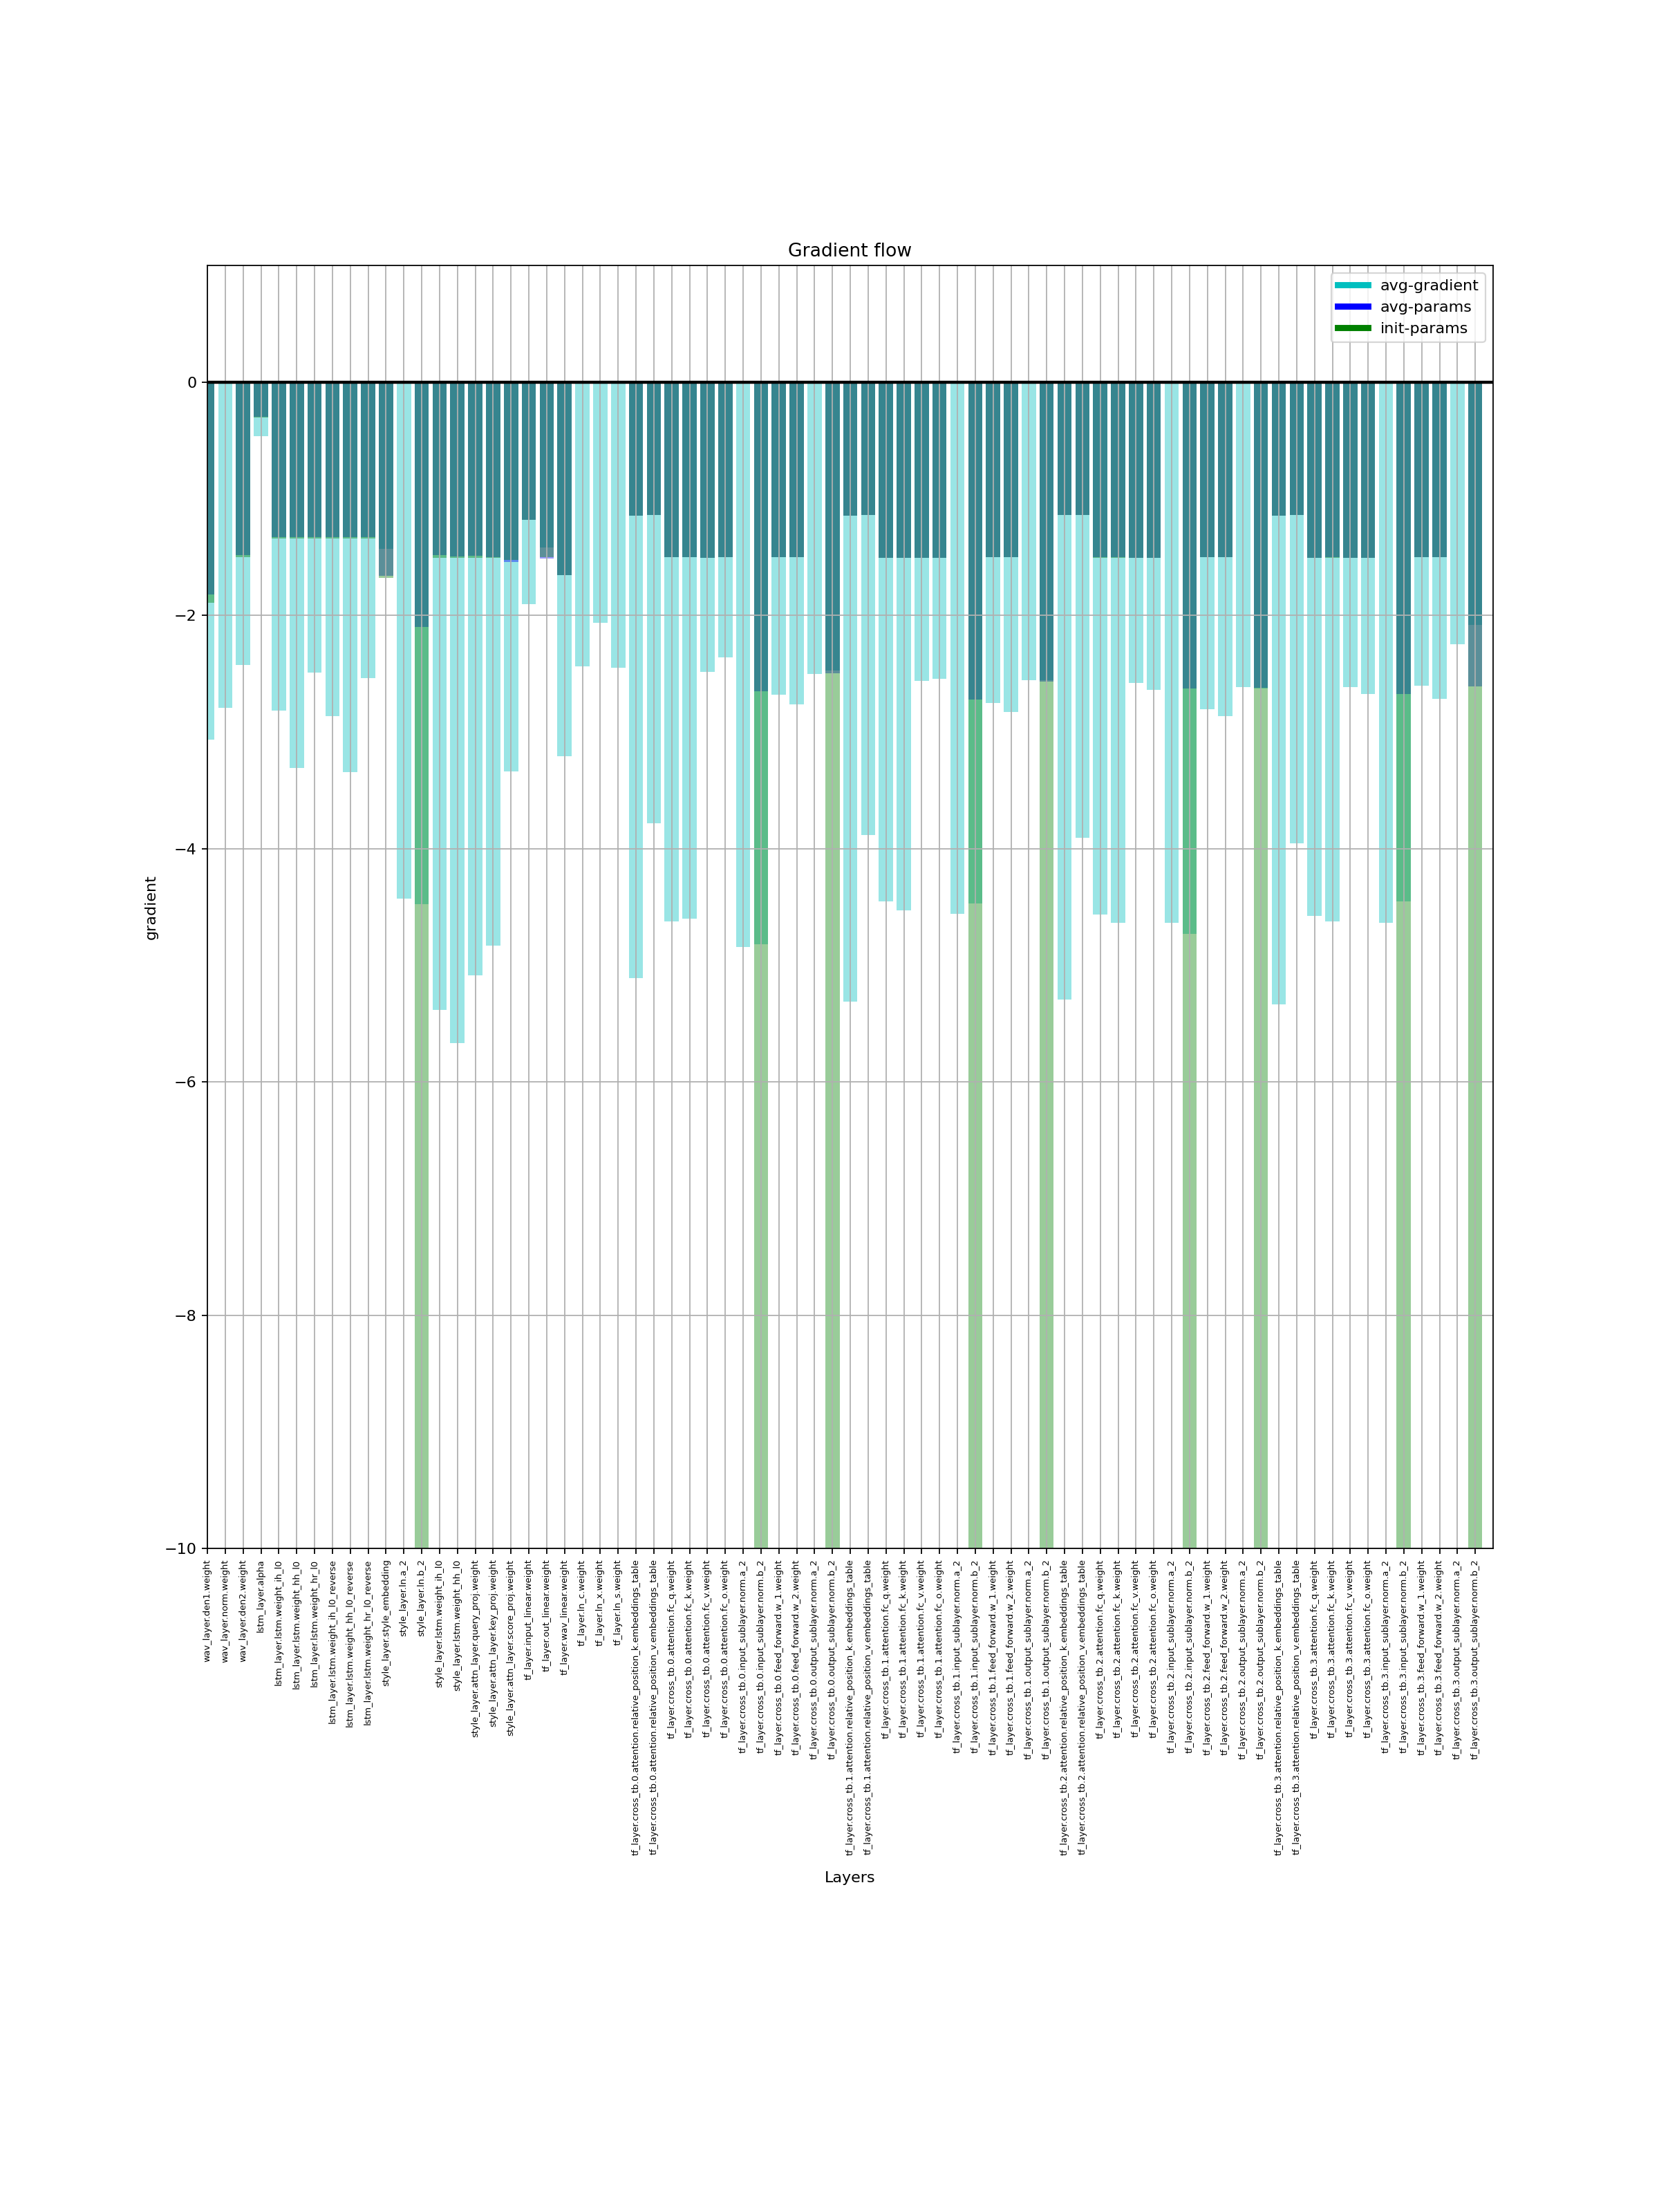 Gradient flow
avg-gradient
avg-params
init-params
0
−2
−4
−6
−8
−10
gradient
wav_layer.den1.weight
wav_layer.norm.weight
wav_layer.den2.weight
lstm_layer.alpha
lstm_layer.lstm.weight_ih_l0
lstm_layer.lstm.weight_hh_l0
lstm_layer.lstm.weight_hr_l0
lstm_layer.lstm.weight_ih_l0_reverse
lstm_layer.lstm.weight_hh_l0_reverse
lstm_layer.lstm.weight_hr_l0_reverse
style_layer.style_embedding
style_layer.ln.a_2
style_layer.ln.b_2
style_layer.lstm.weight_ih_l0
style_layer.lstm.weight_hh_l0
style_layer.attn_layer.query_proj.weight
style_layer.attn_layer.key_proj.weight
style_layer.attn_layer.score_proj.weight
tf_layer.input_linear.weight
tf_layer.out_linear.weight
tf_layer.wav_linear.weight
tf_layer.ln_c.weight
tf_layer.ln_x.weight
tf_layer.ln_s.weight
tf_layer.cross_tb.0.attention.relative_position_k.embeddings_table
tf_layer.cross_tb.0.attention.relative_position_v.embeddings_table
tf_layer.cross_tb.0.attention.fc_q.weight
tf_layer.cross_tb.0.attention.fc_k.weight
tf_layer.cross_tb.0.attention.fc_v.weight
tf_layer.cross_tb.0.attention.fc_o.weight
tf_layer.cross_tb.0.input_sublayer.norm.a_2
tf_layer.cross_tb.0.input_sublayer.norm.b_2
tf_layer.cross_tb.0.feed_forward.w_1.weight
tf_layer.cross_tb.0.feed_forward.w_2.weight
tf_layer.cross_tb.0.output_sublayer.norm.a_2
tf_layer.cross_tb.0.output_sublayer.norm.b_2
tf_layer.cross_tb.1.attention.relative_position_k.embeddings_table
tf_layer.cross_tb.1.attention.relative_position_v.embeddings_table
tf_layer.cross_tb.1.attention.fc_q.weight
tf_layer.cross_tb.1.attention.fc_k.weight
tf_layer.cross_tb.1.attention.fc_v.weight
tf_layer.cross_tb.1.attention.fc_o.weight
tf_layer.cross_tb.1.input_sublayer.norm.a_2
tf_layer.cross_tb.1.input_sublayer.norm.b_2
tf_layer.cross_tb.1.feed_forward.w_1.weight
tf_layer.cross_tb.1.feed_forward.w_2.weight
tf_layer.cross_tb.1.output_sublayer.norm.a_2
tf_layer.cross_tb.1.output_sublayer.norm.b_2
tf_layer.cross_tb.2.attention.relative_position_k.embeddings_table
tf_layer.cross_tb.2.attention.relative_position_v.embeddings_table
tf_layer.cross_tb.2.attention.fc_q.weight
tf_layer.cross_tb.2.attention.fc_k.weight
tf_layer.cross_tb.2.attention.fc_v.weight
tf_layer.cross_tb.2.attention.fc_o.weight
tf_layer.cross_tb.2.input_sublayer.norm.a_2
tf_layer.cross_tb.2.input_sublayer.norm.b_2
tf_layer.cross_tb.2.feed_forward.w_1.weight
tf_layer.cross_tb.2.feed_forward.w_2.weight
tf_layer.cross_tb.2.output_sublayer.norm.a_2
tf_layer.cross_tb.2.output_sublayer.norm.b_2
tf_layer.cross_tb.3.attention.relative_position_k.embeddings_table
tf_layer.cross_tb.3.attention.relative_position_v.embeddings_table
tf_layer.cross_tb.3.attention.fc_q.weight
tf_layer.cross_tb.3.attention.fc_k.weight
tf_layer.cross_tb.3.attention.fc_v.weight
tf_layer.cross_tb.3.attention.fc_o.weight
tf_layer.cross_tb.3.input_sublayer.norm.a_2
tf_layer.cross_tb.3.input_sublayer.norm.b_2
tf_layer.cross_tb.3.feed_forward.w_1.weight
tf_layer.cross_tb.3.feed_forward.w_2.weight
tf_layer.cross_tb.3.output_sublayer.norm.a_2
tf_layer.cross_tb.3.output_sublayer.norm.b_2
Layers